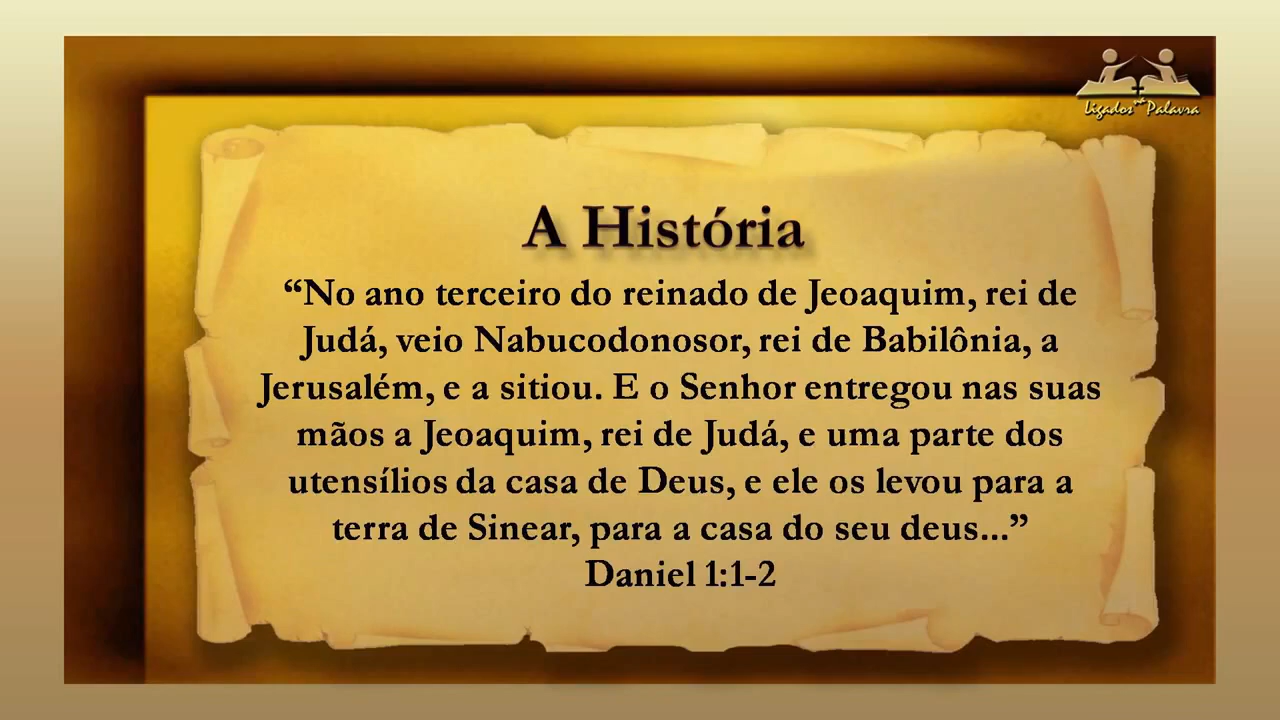 Ligados na Palavra
A História
“No ano terceiro do reinado de Jeoaquim, rei de
Judá, veio Nabucodonosor, rei de Babilônia, a
Jerusalém, e a sitiou. E o Senhor entregou nas suas
mãos a Jeoaquim, rei de Judá, e uma parte dos
utensílios da casa de Deus, e ele os levou para a
terra de Sinear, para a casa do seu deus...”
Daniel 1:1-2